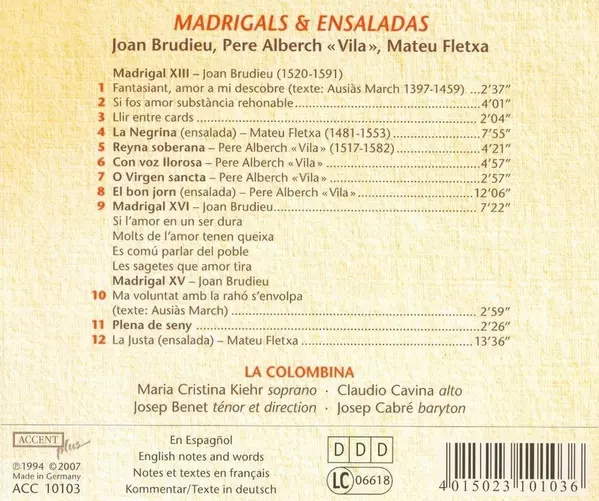 MADRIGALS & ENSALADAS
Joan Brudieu, Pere Alberch «Vila», Mateu Fletxa
Madrigal XIII – Joan Brudieu (1520-1591)
1 Fantasiant, amor a mi descobre (texte: Ausiàs March 1397-1459) ...2’37”
2 Si fos amor substància rehonable 4’01”
3 Llir entre cards 2’04”
4 La Negrina (ensalada) – Mateu Fletxa (1481-1553) 7’55”
5 Reyna soberana – Pere Alberch «Vila» (1517-1582) 4’21”
6 Con voz llorosa – Pere Alberch «Vila» 4’57”
7 O Virgen sancta – Pere Alberch «Vila» 2’57”
8 El bon jorn (ensalada) – Pere Alberch «Vila» 12’06”
9 Madrigal XVI – Joan Brudieu 7’22”
Si l’amor en un ser dura
Molts de l’amor tenen queixa
Es comú parlar del poble
Les sagetes que amor tira
Madrigal XV – Joan Brudieu
10 Ma voluntat amb la rahó s’envolpa
(texte: Ausiàs March) 2’59”
11 Plena de seny 2’26”
12 La Justa (ensalada) – Mateu Fletxa 13’36”
LA COLOMBINA
Maria Cristina Kiehr soprano · Claudio Cavina alto
Josep Benet ténor et direction · Josep Cabré baryton
ACCENT plus
℗1994 ©2007
Made in Germany
ACC 10103
En Espagñol
English notes and words
Notes et textes en français
Kommentar/Texte in deutsch
D D D
LC 06618
4 015023 101036